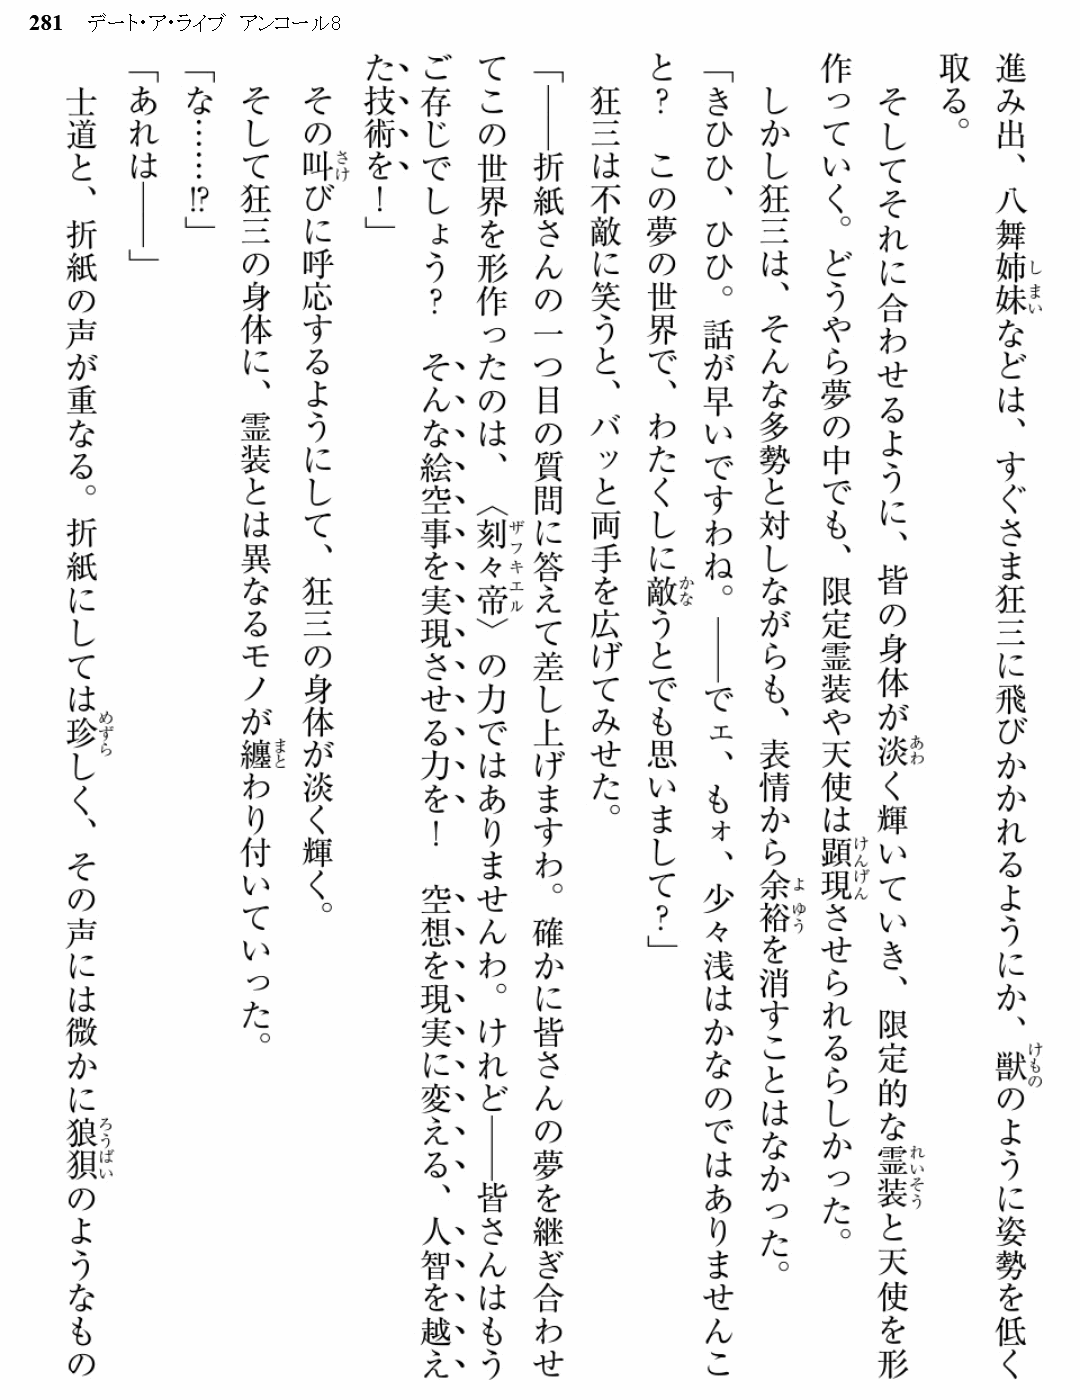 281 デート・ア・ライブ アンコール8
進み出、八舞姉妹などは、すぐさま狂三に飛びかかれるようにか、獣のように姿勢を低く
取る。
そしてそれに合わせるように、皆の身体が淡く輝いていき、限定的な霊装と天使を形
作っていく。どうやら夢の中でも、限定霊装や天使は顕現させられるらしかった。
しかし狂三は、そんな多勢と対しながらも、表情から余裕を消すことはなかった。
「きひひ、ひひ。話が早いですわね。――でェ、もォ、少々浅はかなのではありませんこ
と? この夢の世界で、わたくしに敵うとでも思いまして?」
狂三は不敵に笑うと、バッと両手を広げてみせた。
「――折紙さんの一つ目の質問に答えて差し上げますわ。確かに皆さんの夢を継ぎ合わせ
てこの世界を形作ったのは、〈刻々帝〉の力ではありませんわ。けれど――皆さんはもう
ご存じでしょう? そんな絵空事を実現させる力を! 空想を現実に変える、人智を越え
た技術を!」
その叫びに呼応するようにして、狂三の身体が淡く輝く。
そして狂三の身体に、霊装とは異なるモノが纏わり付いていった。
「な……!?」
「あれは――」
士道と、折紙の声が重なる。折紙にしては珍しく、その声には微かに狼狽のようなもの